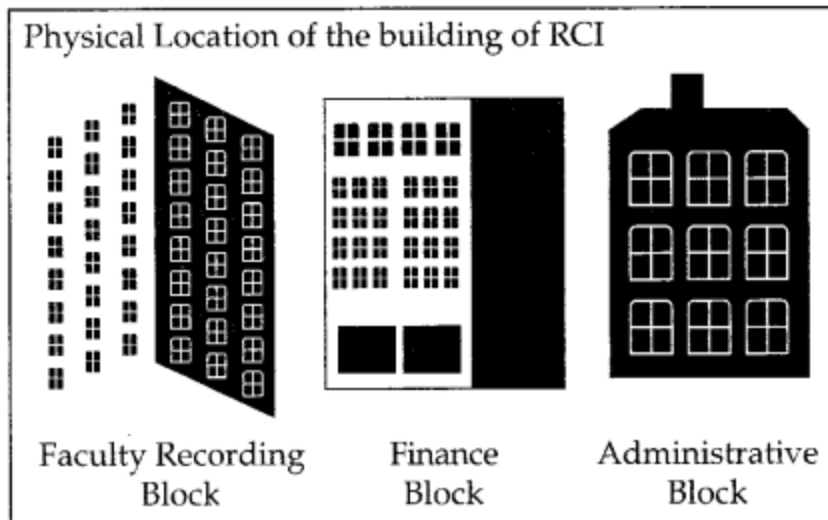 Physical Location of the building of RCI
Faculty Recording
Block
Finance
Block
Administrative
Block